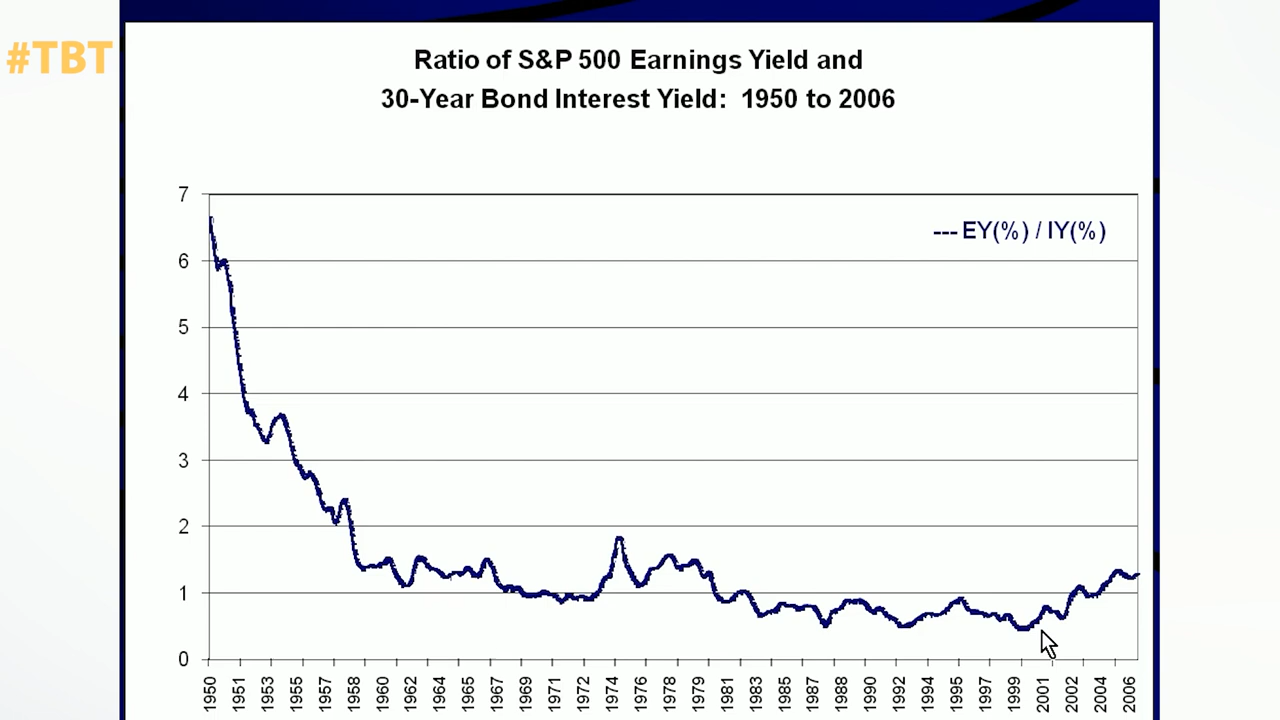 #TBT
Ratio of S&P 500 Earnings Yield and
30-Year Bond Interest Yield: 1950 to 2006
7
--- EY(%) / IY(%)
6
5
4
3
2
1
0
1950 1951 1953 1955 1957 1958 1960 1962 1964 1965 1967 1969 1971 1972 1974 1976 1978 1979 1981 1983 1985 1987 1988 1990 1992 1994 1995 1997 1999 2001 2002 2004 2006